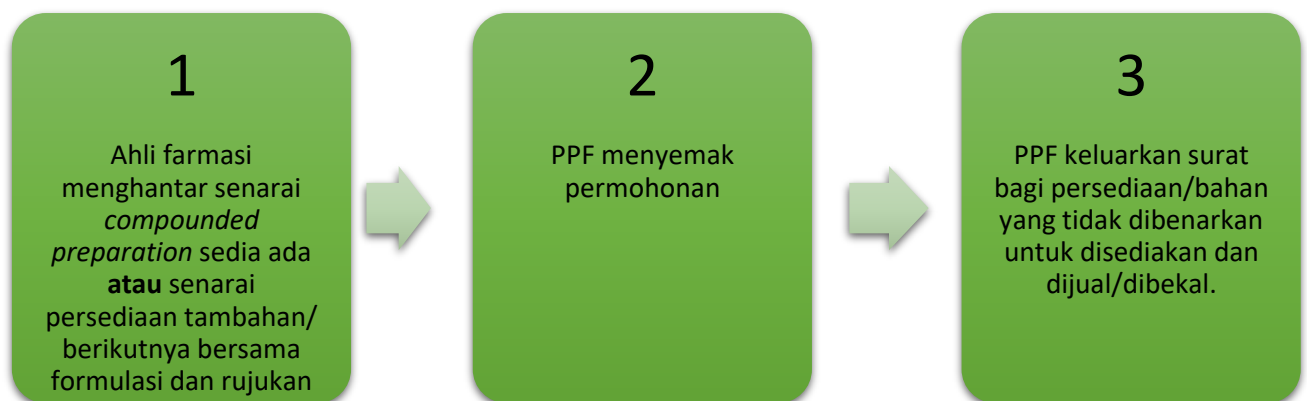 1
Ahli farmasi
menghantar senarai
compounded
preparation sedia ada
atau senarai
persediaan tambahan/
berikutnya bersama
formulasi dan rujukan
2
PPF menyemak
permohonan
3
PPF keluarkan surat
bagi persediaan/bahan
yang tidak dibenarkan
untuk disediakan dan
dijual/dibekal.